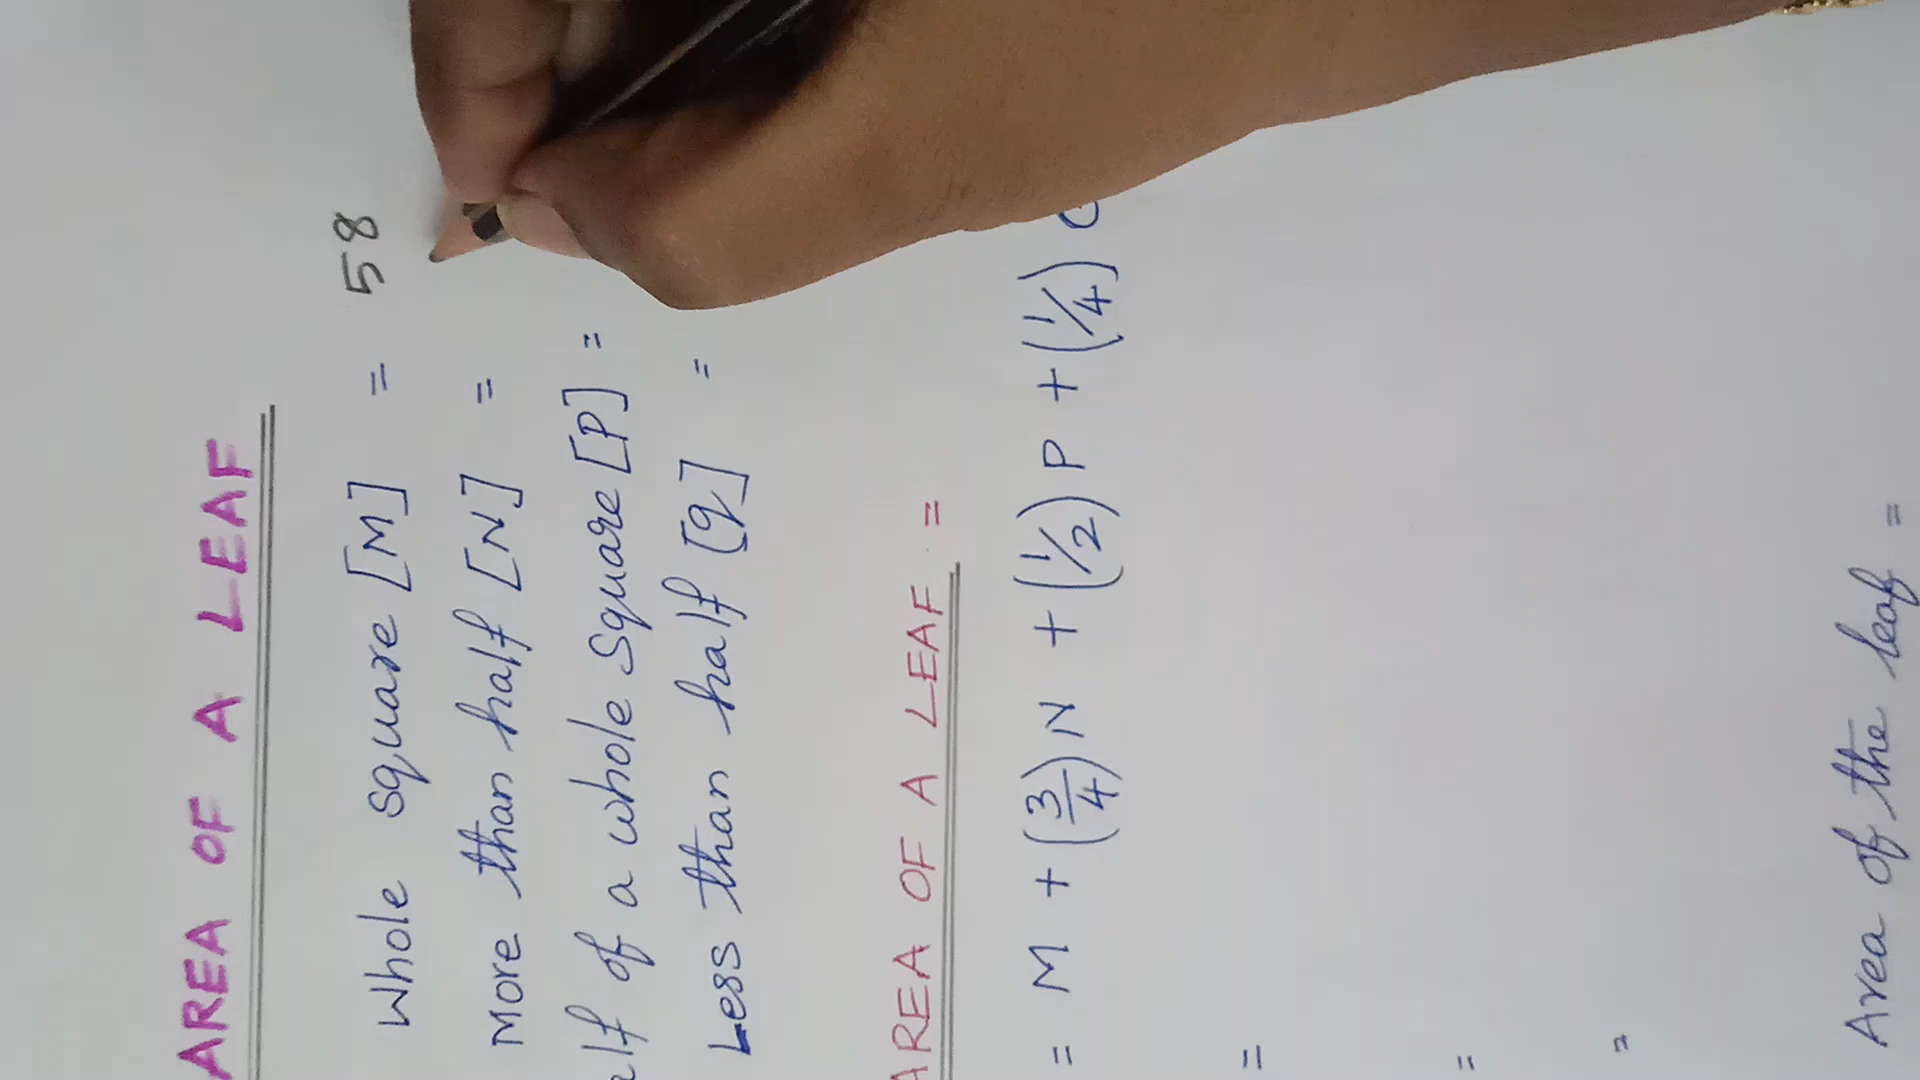 AREA OF A LEAF
Whole square [M] = 58
More than half [N] =
alf of a whole square [P] =
Less than half [q] =
AREA OF A LEAF =
= M + (3/4) N + (1/2) P + (1/4)
=
=
=
Area of the leaf =